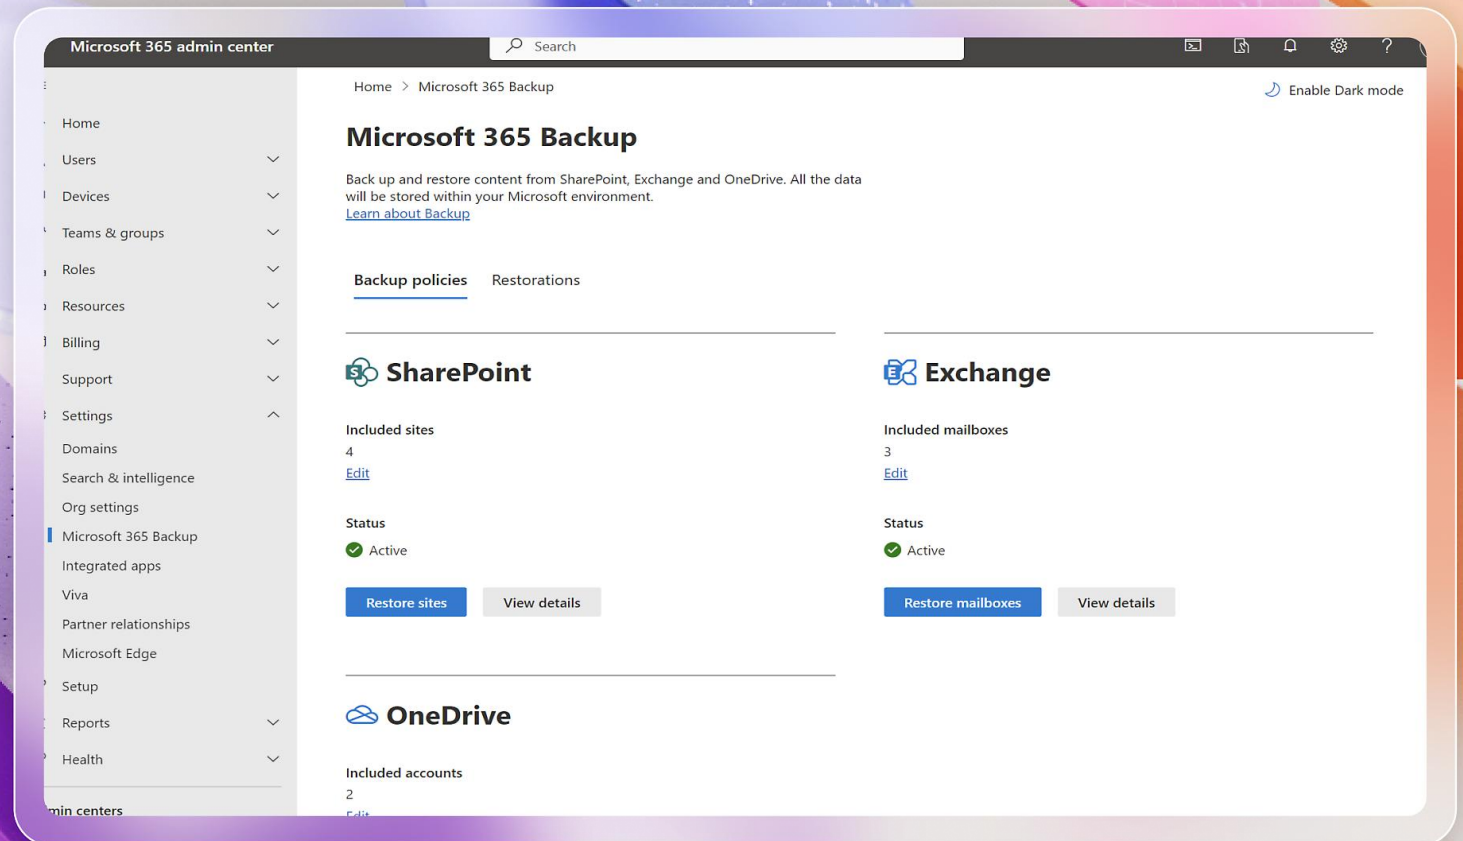 Microsoft 365 admin center
Search
?
Home
Users
Devices
Teams & groups
Roles
Resources
Billing
Support
Settings
Domains
Search & intelligence
Org settings
Microsoft 365 Backup
Integrated apps
Viva
Partner relationships
Microsoft Edge
Setup
Reports
Health
min centers
Home > Microsoft 365 Backup
Enable Dark mode
Microsoft 365 Backup
Back up and restore content from SharePoint, Exchange and OneDrive. All the data
will be stored within your Microsoft environment.
Learn about Backup
Backup policies
Restorations
SharePoint
Included sites
4
Edit
Status
Active
Restore sites
View details
Exchange
Included mailboxes
3
Edit
Status
Active
Restore mailboxes
View details
OneDrive
Included accounts
2
Edit